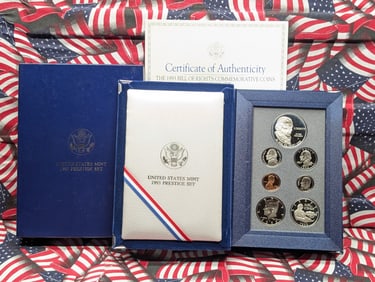 Certificate of Authenticity
THE 1993 BILL OF RIGHTS COMMEMORATIVE COINS
UNITED STATES MINT
1993 PRESTIGE SET
UNITED STATES MINT
1993 PRESTIGE SET
LIBERTY